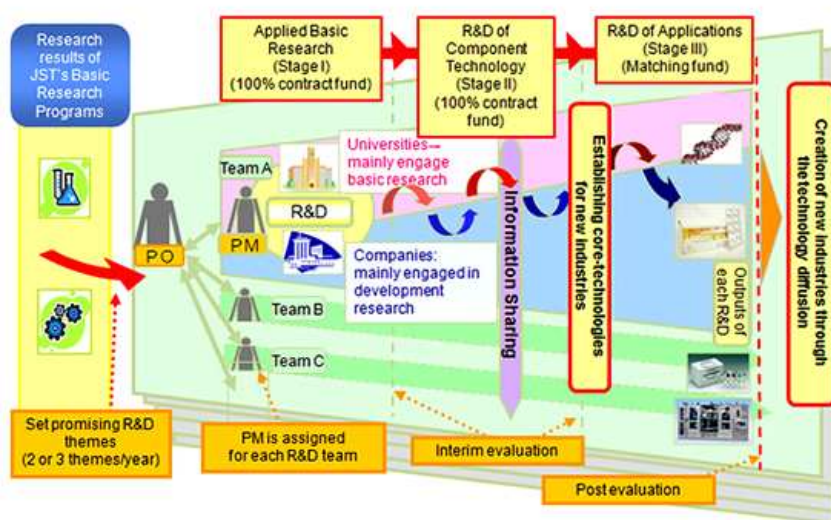 Research
results of
JST's Basic
Research
Programs
Applied Basic
Research
(Stage I)
(100% contract fund)
R&D of
Component
Technology
(Stage II)
(100% contract
fund)
R&D of Applications
(Stage III)
(Matching fund)
Team A
Universities—
mainly engage
basic research
R&D
PO
PM
Companies:
mainly engaged in
development
research
Team B
Team C
Information Sharing
Establishing core-technologies
for new industries
Outputs of
each R&D
Creation of new industries through
the technology diffusion
Set promising R&D
themes
(2 or 3 themes/year)
PM is assigned
for each R&D team
Interim evaluation
Post evaluation